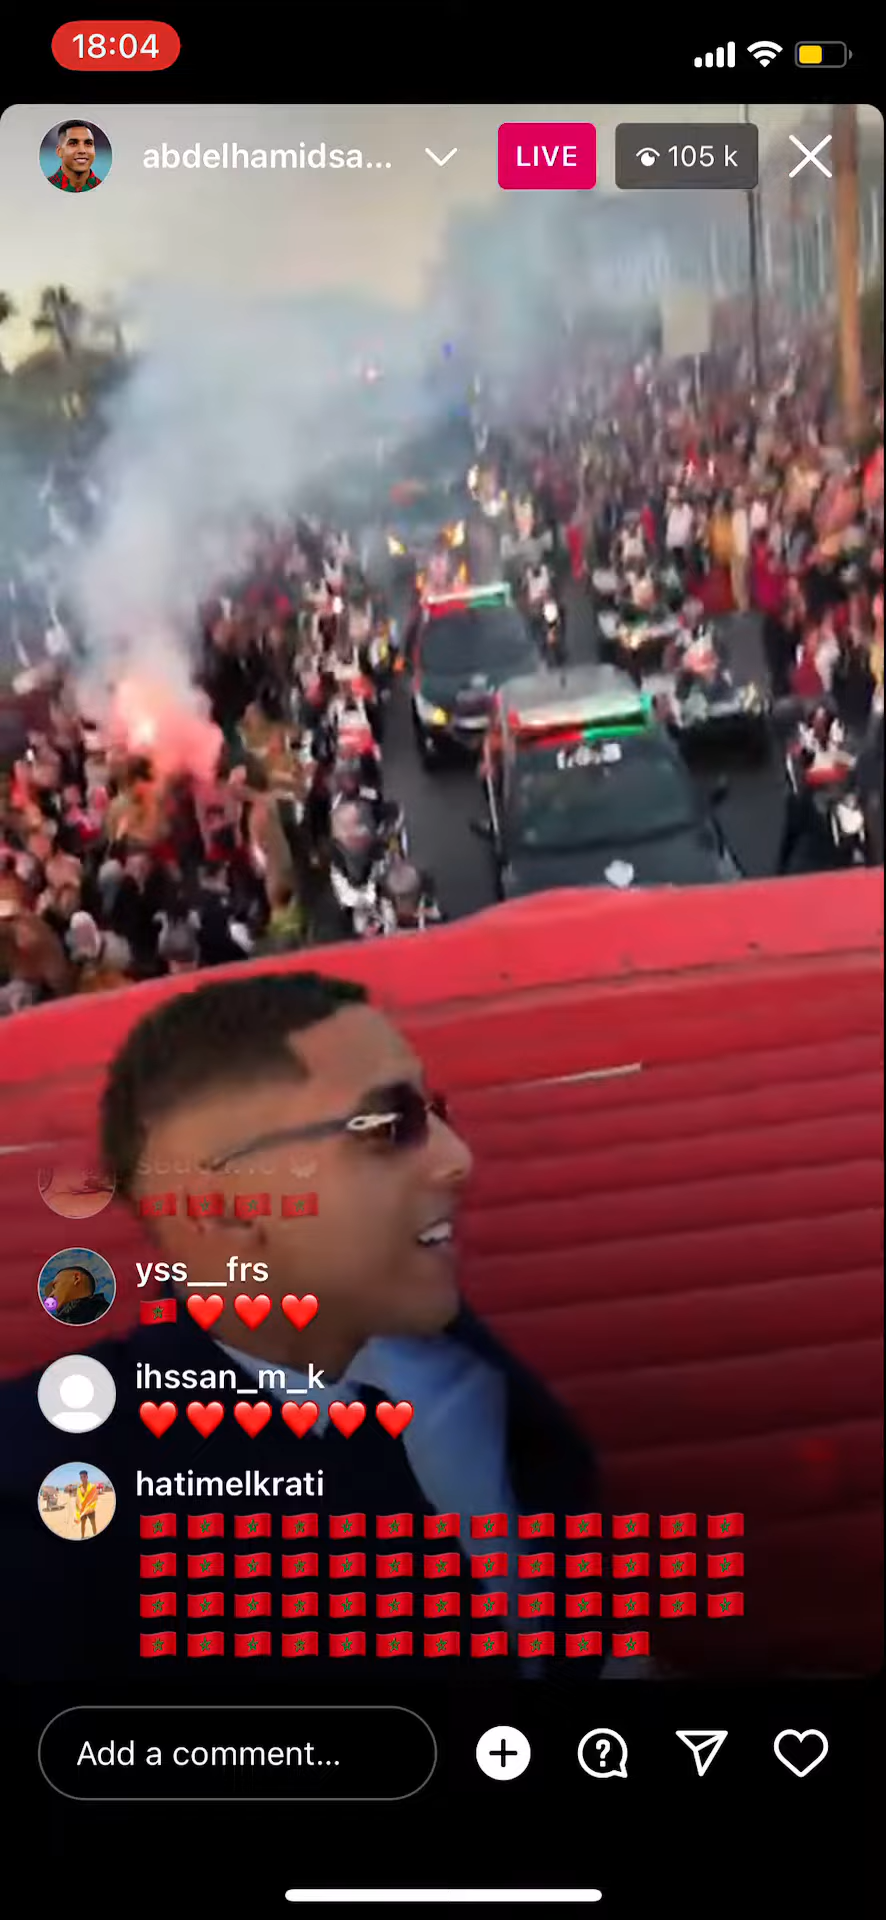 18:04
abdelhamidsa...
LIVE
105 k
yss__frs
🇲🇦❤️❤️❤️
ihssan_m_k
❤️❤️❤️❤️❤️❤️
hatimelkrati
🇲🇦🇲🇦🇲🇦🇲🇦🇲🇦🇲🇦🇲🇦🇲🇦🇲🇦🇲🇦🇲🇦🇲🇦🇲🇦
🇲🇦🇲🇦🇲🇦🇲🇦🇲🇦🇲🇦🇲🇦🇲🇦🇲🇦🇲🇦🇲🇦🇲🇦🇲🇦
🇲🇦🇲🇦🇲🇦🇲🇦🇲🇦🇲🇦🇲🇦🇲🇦🇲🇦🇲🇦🇲🇦🇲🇦🇲🇦
🇲🇦🇲🇦🇲🇦🇲🇦🇲🇦🇲🇦🇲🇦🇲🇦🇲🇦🇲🇦🇲🇦
Add a comment...